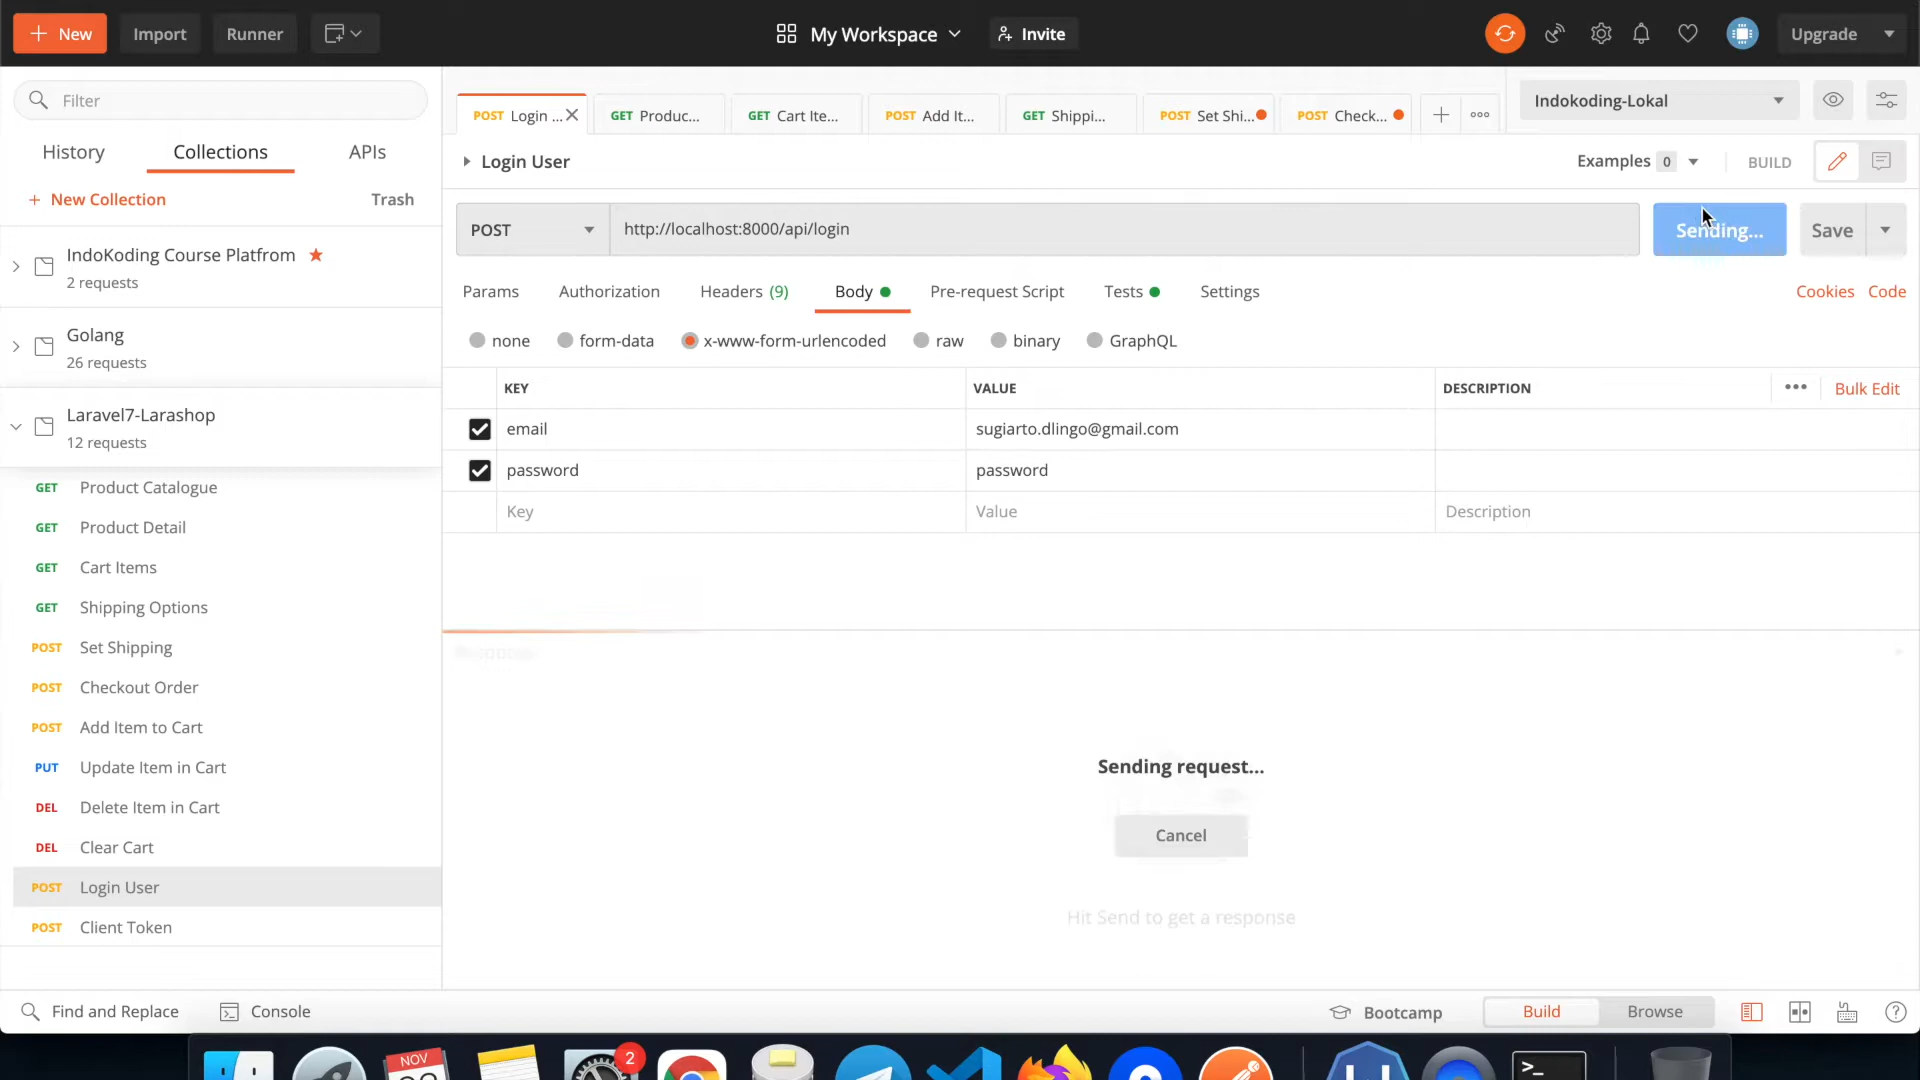 New Import Runner My Workspace Invite Upgrade
Filter
POST Login ... GET Produc... GET Cart Ite... POST Add It... GET Shippi... POST Set Shi... POST Check... Indokoding-Lokal
History Collections APIs
Login User Examples 0 BUILD
New Collection Trash
POST http://localhost:8000/api/login Sending... Save
IndoKoding Course Platfrom
2 requests
Params Authorization Headers (9) Body Pre-request Script Tests Settings Cookies Code
Golang
26 requests
none form-data x-www-form-urlencoded raw binary GraphQL
KEY VALUE DESCRIPTION Bulk Edit
Laravel7-Larashop
12 requests
email sugiarto.dlingo@gmail.com
password password
Key Value Description
GET Product Catalogue
GET Product Detail
GET Cart Items
GET Shipping Options
POST Set Shipping
POST Checkout Order
POST Add Item to Cart
PUT Update Item in Cart
DEL Delete Item in Cart
DEL Clear Cart
POST Login User
POST Client Token
Sending request...
Cancel
Hit Send to get a response
Find and Replace Console Bootcamp Build Browse
NOV
2